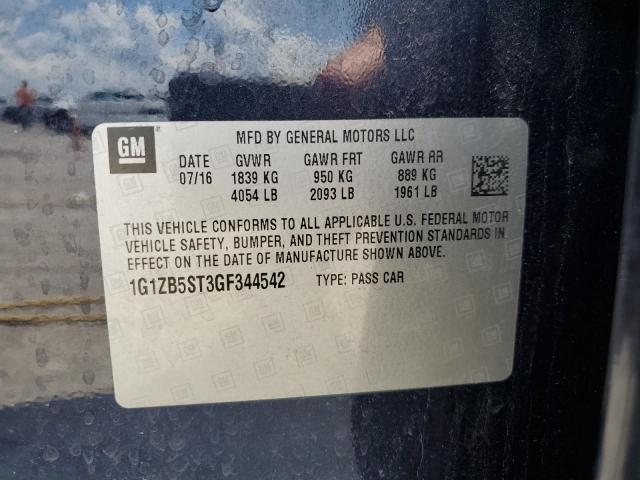 GM
MFD BY GENERAL MOTORS LLC
DATE GVWR GAWR FRT GAWR RR
07/16 1839 KG 950 KG 889 KG
4054 LB 2093 LB 1961 LB
THIS VEHICLE CONFORMS TO ALL APPLICABLE U.S. FEDERAL MOTOR
VEHICLE SAFETY, BUMPER, AND THEFT PREVENTION STANDARDS IN
EFFECT ON THE DATE OF MANUFACTURE SHOWN ABOVE.
1G1ZB5ST3GF344542 TYPE: PASS CAR